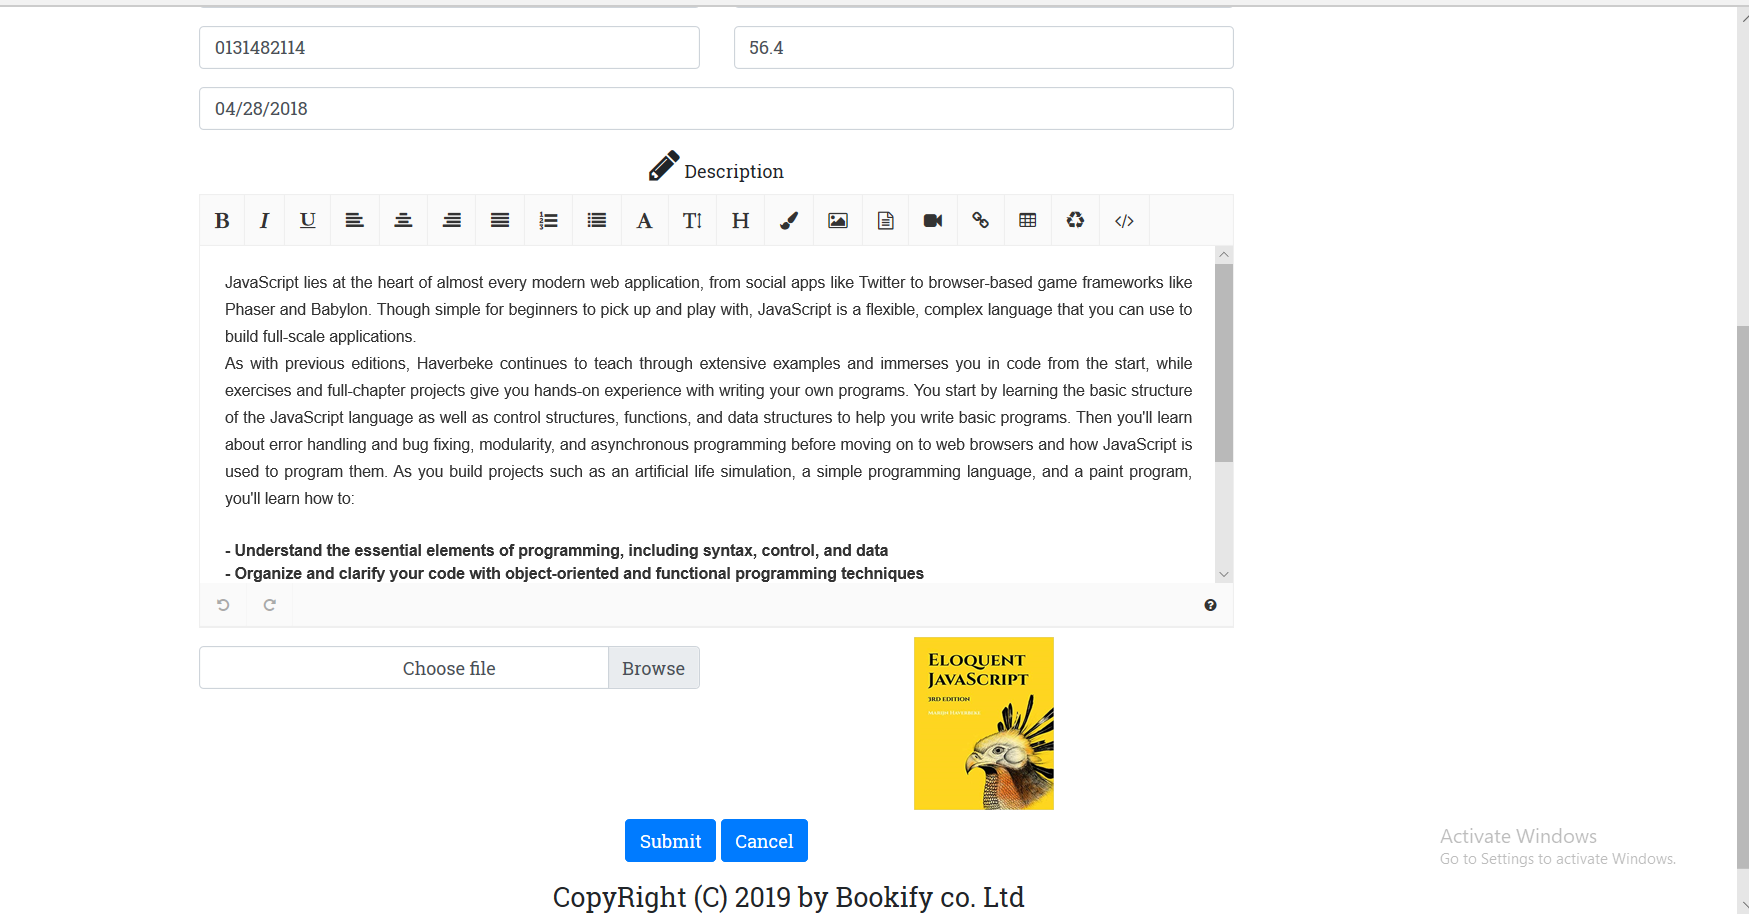 0131482114
56.4
04/28/2018
Description
B I U A T H </>
JavaScript lies at the heart of almost every modern web application, from social apps like Twitter to browser-based game frameworks like
Phaser and Babylon. Though simple for beginners to pick up and play with, JavaScript is a flexible, complex language that you can use to
build full-scale applications.
As with previous editions, Haverbeke continues to teach through extensive examples and immerses you in code from the start, while
exercises and full-chapter projects give you hands-on experience with writing your own programs. You start by learning the basic structure
of the JavaScript language as well as control structures, functions, and data structures to help you write basic programs. Then you'll learn
about error handling and bug fixing, modularity, and asynchronous programming before moving on to web browsers and how JavaScript is
used to program them. As you build projects such as an artificial life simulation, a simple programming language, and a paint program,
you'll learn how to:
- Understand the essential elements of programming, including syntax, control, and data
- Organize and clarify your code with object-oriented and functional programming techniques
Choose file
Browse
ELOQUENT
JAVASCRIPT
3RD EDITION
MARIJN HAVERBEKE
Submit
Cancel
Activate Windows
Go to Settings to activate Windows.
CopyRight (C) 2019 by Bookify co. Ltd